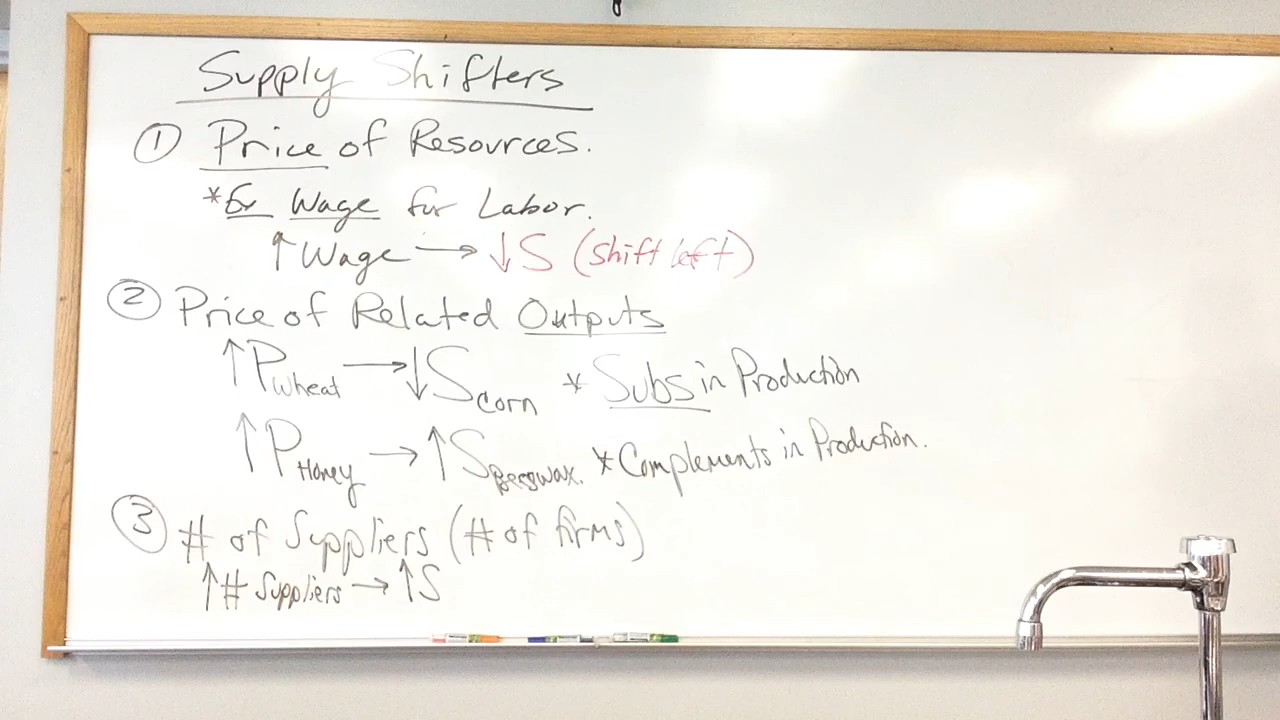 Supply Shifters
① Price of Resources.
*Ex Wage for Labor.
↑ Wage → ↓S (shift left)
② Price of Related Outputs
↑P Wheat → ↓S Corn * Subs in Production
↑P Honey → ↑S Beeswax. * Complements in Production.
③ # of Suppliers (# of firms)
↑# Suppliers → ↑S